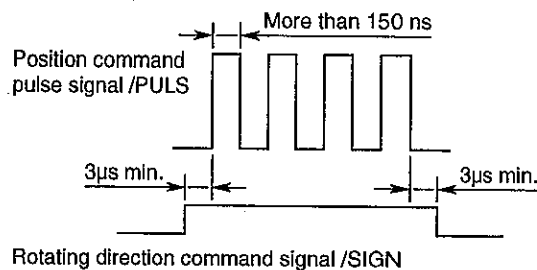 More than 150 ns
Position command
pulse signal /PULS
3µs min.
3µs min.
Rotating direction command signal /SIGN